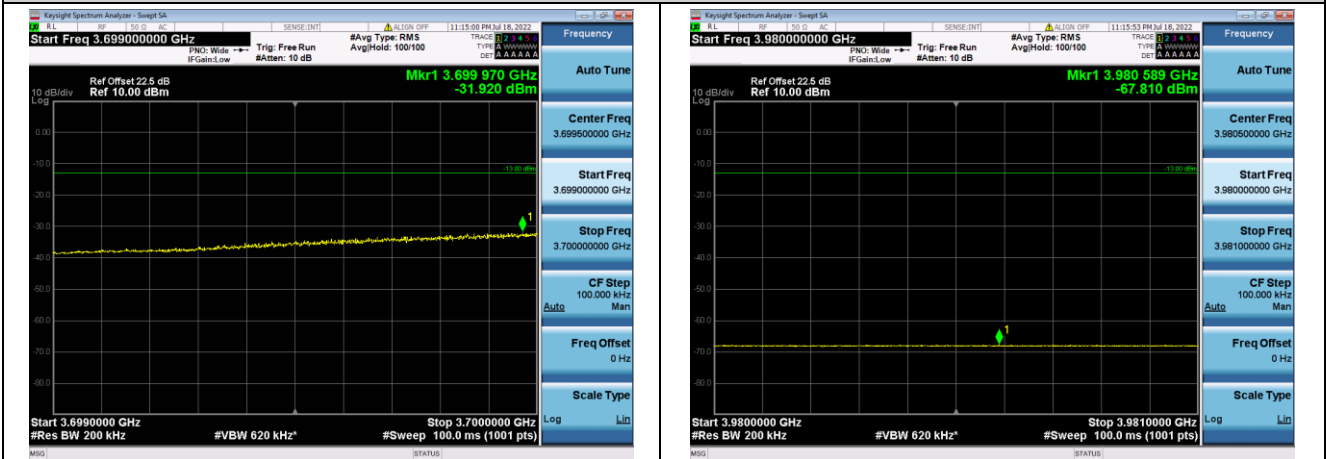 Keysight Spectrum Analyzer - Swept SA
RL RF 50 Ω AC SENSE:INT ALIGN OFF 11:15:00 PM Jul 18, 2022
Start Freq 3.699000000 GHz
PNO: Wide
IFGain:Low
Trig: Free Run
#Atten: 10 dB
#Avg Type: RMS
Avg|Hold: 100/100
TRACE 1 2 3 4 5 6
TYPE A WWWWW
DET A A A A A A
Frequency
Auto Tune
Ref Offset 22.5 dB
Mkr1 3.699 970 GHz
10 dB/div Ref 10.00 dBm -31.920 dBm
Log
0.00
-10.0
-13.00 dBm
-20.0
-30.0
1
-40.0
-50.0
-60.0
-70.0
-80.0
Center Freq
3.699500000 GHz
Start Freq
3.699000000 GHz
Stop Freq
3.700000000 GHz
CF Step
100.000 kHz
Auto Man
Freq Offset
0 Hz
Scale Type
Log Lin
Start 3.6990000 GHz Stop 3.7000000 GHz
#Res BW 200 kHz #VBW 620 kHz* #Sweep 100.0 ms (1001 pts)
MSG STATUS
Keysight Spectrum Analyzer - Swept SA
RL RF 50 Ω AC SENSE:INT ALIGN OFF 11:15:53 PM Jul 18, 2022
Start Freq 3.980000000 GHz
PNO: Wide
IFGain:Low
Trig: Free Run
#Atten: 10 dB
#Avg Type: RMS
Avg|Hold: 100/100
TRACE 1 2 3 4 5 6
TYPE A WWWWW
DET A A A A A A
Frequency
Auto Tune
Ref Offset 22.5 dB
Mkr1 3.980 589 GHz
10 dB/div Ref 10.00 dBm -67.810 dBm
Log
0.00
-10.0
-13.00 dBm
-20.0
-30.0
-40.0
-50.0
-60.0
1
-70.0
-80.0
Center Freq
3.980500000 GHz
Start Freq
3.980000000 GHz
Stop Freq
3.981000000 GHz
CF Step
100.000 kHz
Auto Man
Freq Offset
0 Hz
Scale Type
Log Lin
Start 3.9800000 GHz Stop 3.9810000 GHz
#Res BW 200 kHz #VBW 620 kHz* #Sweep 100.0 ms (1001 pts)
MSG STATUS